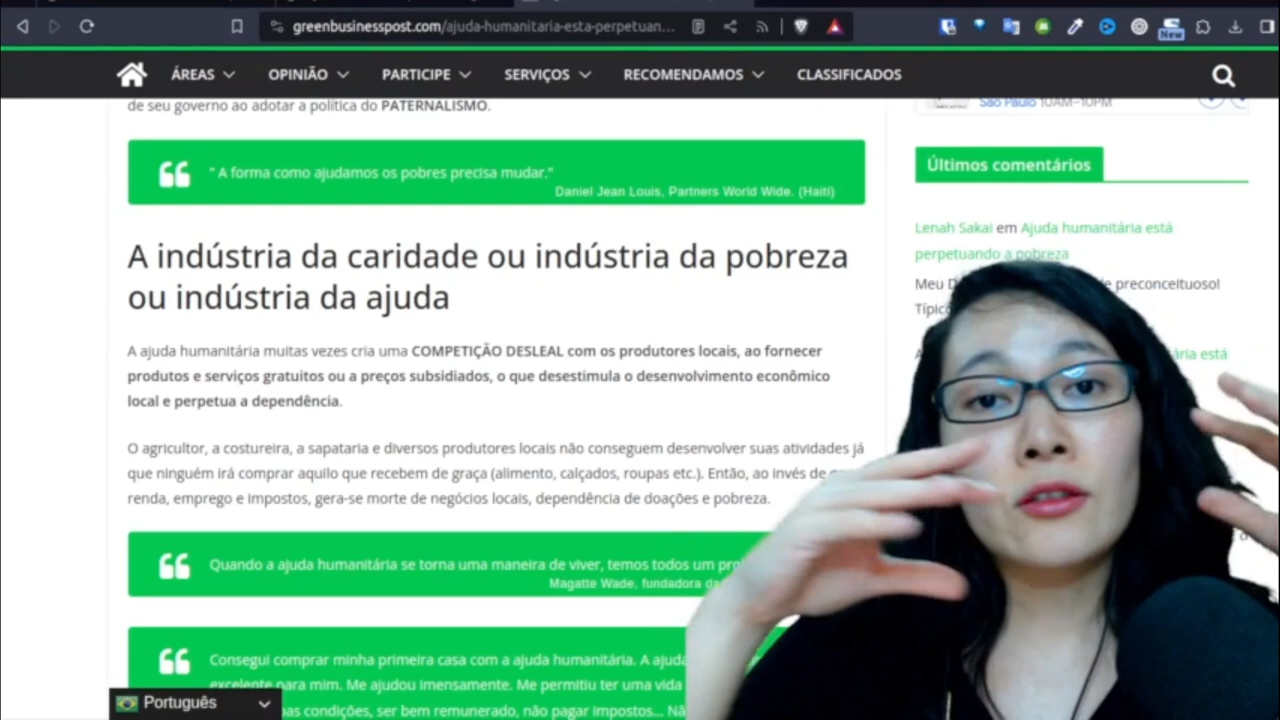 greenbusinesspost.com/ajuda-humanitaria-esta-perpetuan...
New
ÁREAS
OPINIÃO
PARTICIPE
SERVIÇOS
RECOMENDAMOS
CLASSIFICADOS
de seu governo ao adotar a política do PATERNALISMO.
São Paulo 10AM–10PM
" A forma como ajudamos os pobres precisa mudar."
Daniel Jean Louis, Partners World Wide. (Haiti)
Últimos comentários
Lenah Sakai em Ajuda humanitária está
perpetuando a pobreza
Meu preconceituoso!
A indústria da caridade ou indústria da pobreza
ou indústria da ajuda
A ajuda humanitária muitas vezes cria uma COMPETIÇÃO DESLEAL com os produtores locais, ao fornecer
produtos e serviços gratuitos ou a preços subsidiados, o que desestimula o desenvolvimento econômico
local e perpetua a dependência.
está
O agricultor, a costureira, a sapataria e diversos produtores locais não conseguem desenvolver suas atividades já
que ninguém irá comprar aquilo que recebem de graça (alimento, calçados, roupas etc.). Então, ao invés de
renda, emprego e impostos, gera-se morte de negócios locais, dependência de doações e pobreza.
Quando a ajuda humanitária se torna uma maneira de viver, temos todos um
Magatte Wade, fundadora
Consegui comprar minha primeira casa com a ajuda humanitária. A
excelente para mim. Me ajudou imensamente. Me permitiu ter uma vida
condições, ser bem remunerado, não pagar impostos...
Português